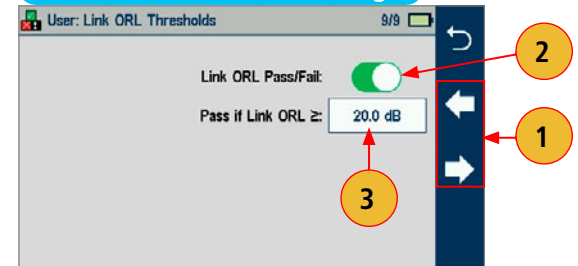 User: Link ORL Thresholds 9/9
2
Link ORL Pass/Fail:
Pass if Link ORL ≥: 20.0 dB
1
3